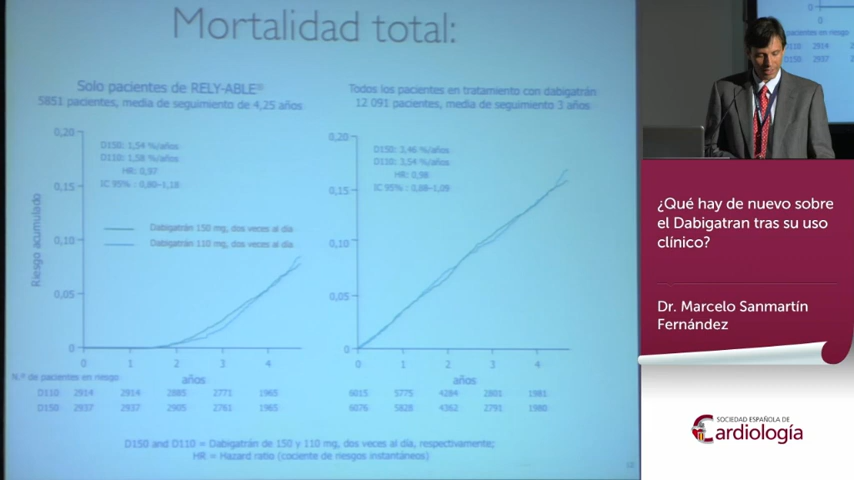 Mortalidad total:
Solo pacientes de RELY-ABLE
5851 pacientes, media de seguimiento de 4,25 años
Todos los pacientes en tratamiento con dabigatrán
12 091 pacientes, media de seguimiento 3 años
0,20
0,15
0,10
0,05
0
Riesgo acumulado
D150: 1,54 %/años
D110: 1,58 %/años
HR: 0,97
IC 95% : 0,80-1,18
Dabigatrán 150 mg, dos veces al día
Dabigatrán 110 mg, dos veces al día
0 1 2 3 4
años
0,20
0,15
0,10
0,05
0
D150: 3,46 %/años
D110: 3,54 %/años
HR: 0,98
IC 95% : 0,88-1,09
0 1 2 3 4
años
N.º de pacientes en riesgo
D110 2914 2914 2885 2771 1965
D150 2937 2937 2905 2761 1965
6015 5775 4284 2801 1981
6076 5828 4362 2791 1980
D150 and D110 = Dabigatrán de 150 y 110 mg, dos veces al día, respectivamente;
HR = Hazard ratio (cociente de riesgos instantáneos)
0
0
pacientes en riesgo
D110 2914
D150 2937
¿Qué hay de nuevo sobre
el Dabigatran tras su uso
clínico?
Dr. Marcelo Sanmartín
Fernández
SOCIEDAD ESPAÑOLA DE
Cardiología